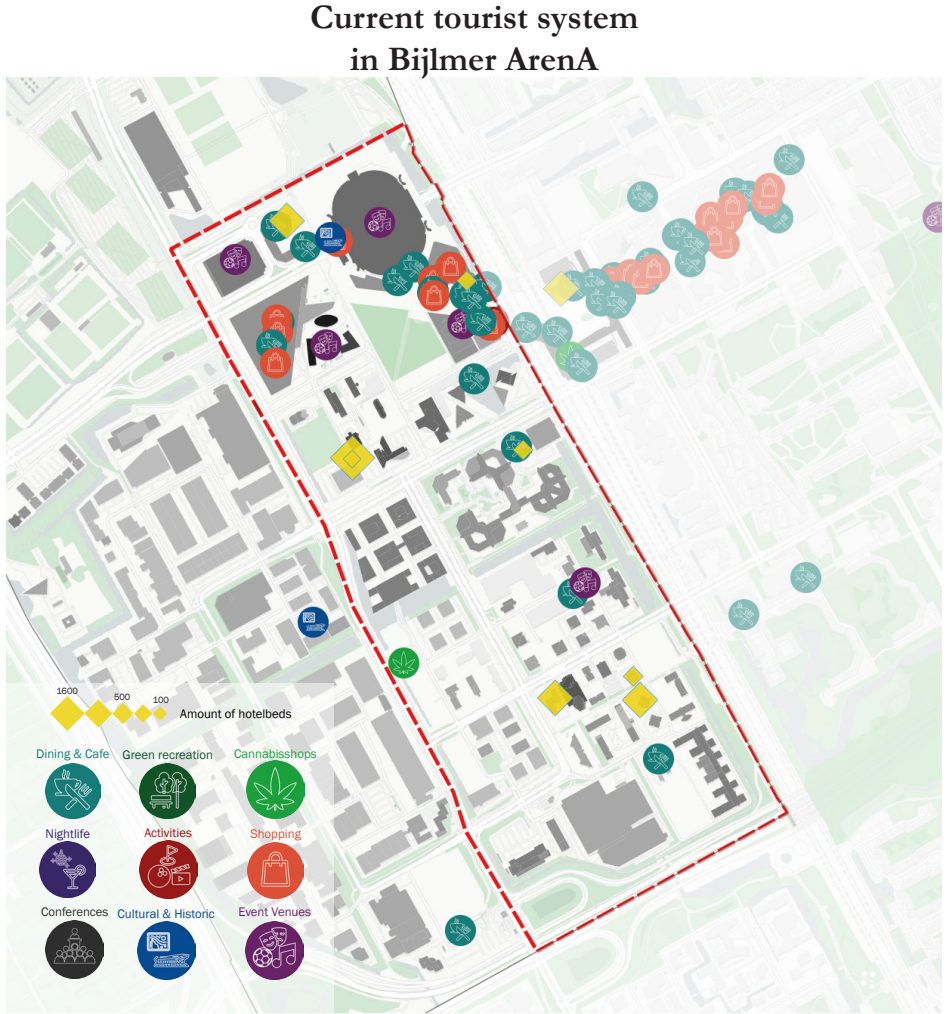 Current tourist system
in Bijlmer ArenA
1600
500
100
Amount of hotelbeds
Dining & Cafe
Green recreation
Cannabisshops
Nightlife
Activities
Shopping
Conferences
Cultural & Historic
Event Venues